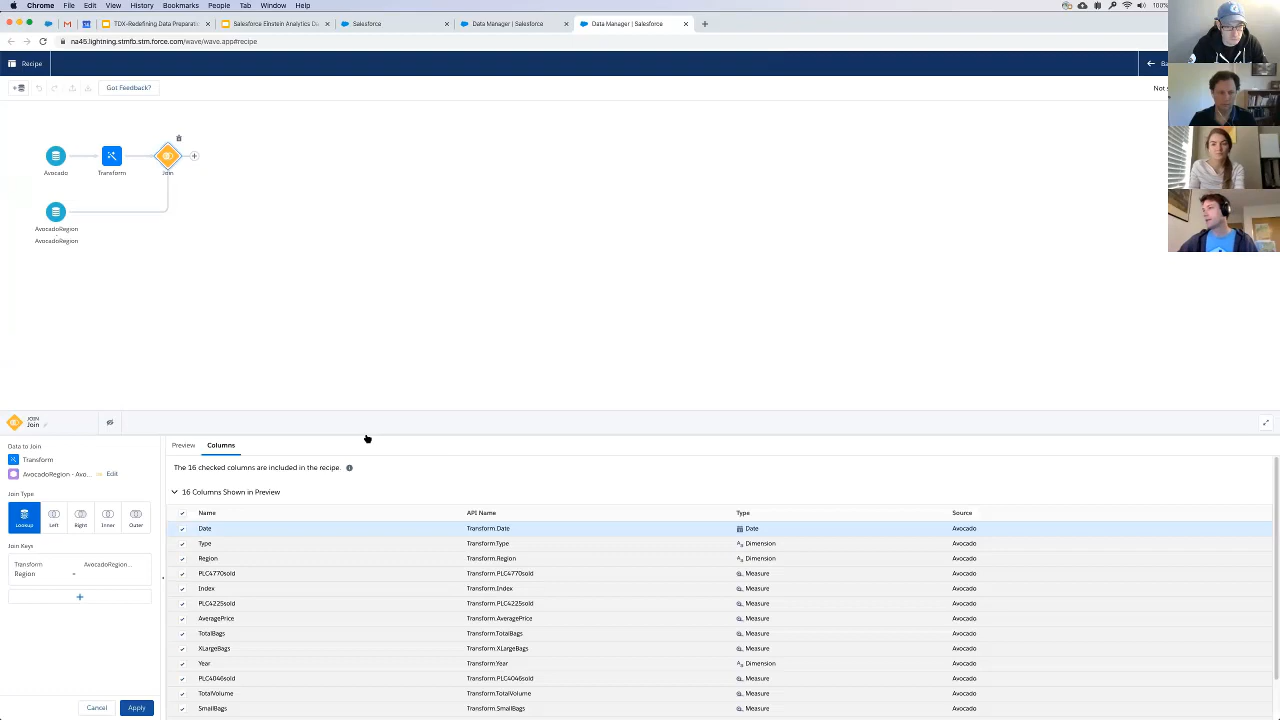 Chrome File Edit View History Bookmarks People Tab Window Help
100%
TDX-Redefining Data Preparati
Salesforce Einstein Analytics D
Salesforce
Data Manager | Salesforce
Data Manager | Salesforce
na45.lightning.stmfb.stm.force.com/wave/wave.app#recipe
Recipe
Got Feedback?
Avocado
Transform
Join
AvocadoRegion
-
AvocadoRegion
JOIN
Join
Data to Join
Transform
AvocadoRegion - Avo... Edit
Join Type
Lookup Left Right Inner Outer
Join Keys
Transform AvocadoRegion...
Region =
Cancel Apply
Preview Columns
The 16 checked columns are included in the recipe.
16 Columns Shown in Preview
Name API Name Type Source
Date Transform.Date Date Avocado
Type Transform.Type Dimension Avocado
Region Transform.Region Dimension Avocado
PLC4770sold Transform.PLC4770sold Measure Avocado
Index Transform.Index Measure Avocado
PLC4225sold Transform.PLC4225sold Measure Avocado
AveragePrice Transform.AveragePrice Measure Avocado
TotalBags Transform.TotalBags Measure Avocado
XLargeBags Transform.XLargeBags Measure Avocado
Year Transform.Year Dimension Avocado
PLC4046sold Transform.PLC4046sold Measure Avocado
TotalVolume Transform.TotalVolume Measure Avocado
SmallBags Transform.SmallBags Measure Avocado